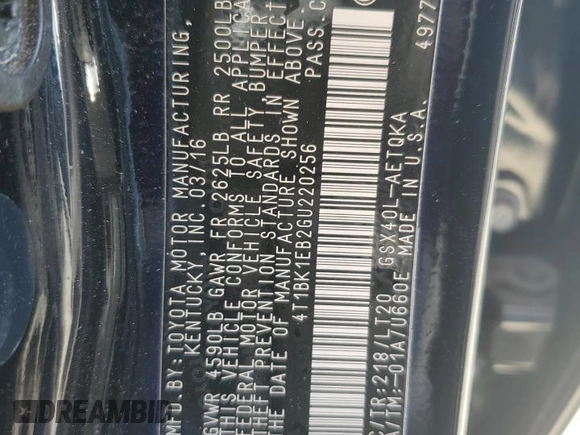 MFD.BY:TOYOTA MOTOR MANUFACTURING,
KENTUCKY, INC 03/16
GVWR 4590LB GAWR FR 2625LB RR 2500LB
THIS VEHICLE CONFORMS TO ALL APPLICA
FEDERAL MOTOR VEHICLE SAFETY, BUMPER
THEFT PREVENTION STANDARDS IN EFFECT
THE DATE OF MANUFACTURE SHOWN ABOVE.
4T1BK1EB2GU220256 PASS. C
/TR:218/LT20 GSX40L-AETQKA
/TM:-01A/U660E MADE IN U.S.A.
4977
DREAMBID